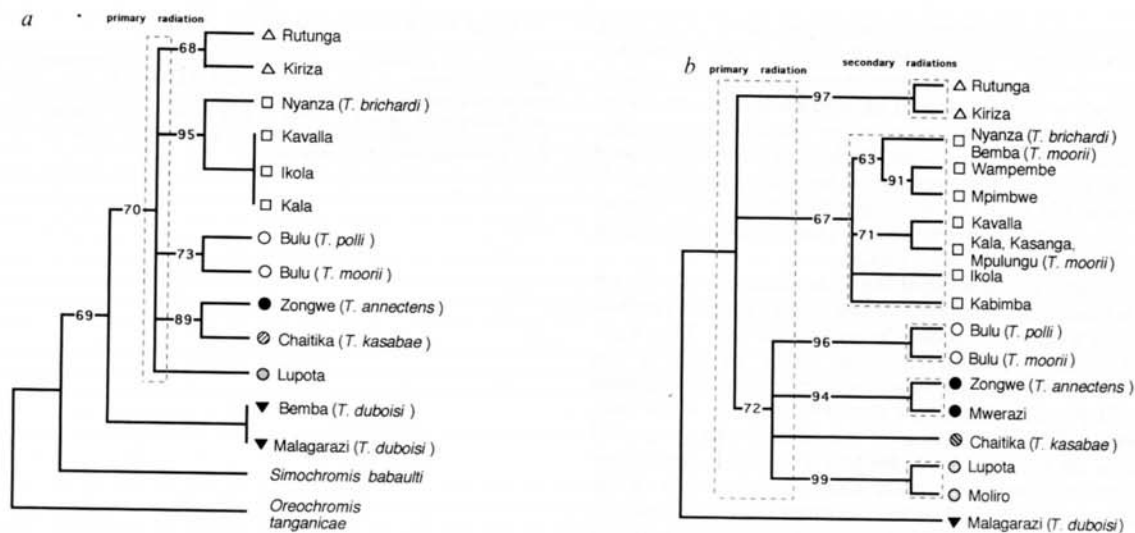 a
primary radiation
68
Rutunga
Kiriza
Nyanza (T. brichardi )
95
Kavalla
Ikola
Kala
70
Bulu (T. polli )
73
Bulu (T. moorii )
Zongwe (T. annectens )
89
Chaitika (T. kasabae )
69
Lupota
Bemba (T. duboisi )
Malagarazi (T. duboisi )
Simochromis babaulti
Oreochromis
tanganicae
b
primary radiation
secondary radiations
97
Rutunga
Kiriza
Nyanza (T. brichardi )
Bemba (T. moorii )
63
Wampembe
91
Mpimbwe
67
Kavalla
71
Kala, Kasanga,
Mpulungu (T. moorii )
Ikola
Kabimba
Bulu (T. polli )
96
Bulu (T. moorii )
Zongwe (T. annectens )
94
Mwerazi
72
Chaitika (T. kasabae )
Lupota
99
Moliro
Malagarazi (T. duboisi )